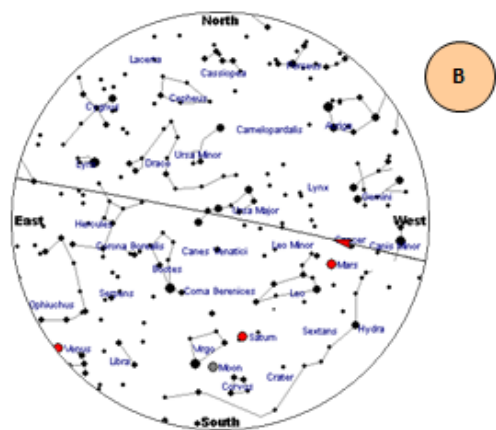 North
B
Lacerta
Cassiopea
Perseus
Cepheus
Cygnus
Camelopardalis
Auriga
Ursa Minor
Lyra
Draco
Lynx
Gemini
Ursa Major
East
Hercules
West
Cancer
Corona Borealis
Canes Venatici
Leo Minor
Canis Minor
Bootes
Mars
Serpens
Coma Berenices
Leo
Ophiuchus
Sextans
Hydra
Saturn
Venus
Virgo
Libra
Moon
Crater
Corvus
South